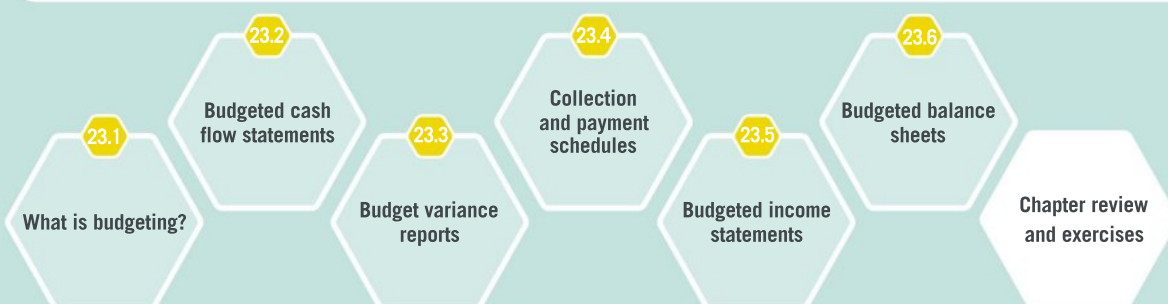 23.1
What is budgeting?
23.2
Budgeted cash
flow statements
23.3
Budget variance
reports
23.4
Collection
and payment
schedules
23.5
Budgeted income
statements
23.6
Budgeted balance
sheets
Chapter review
and exercises